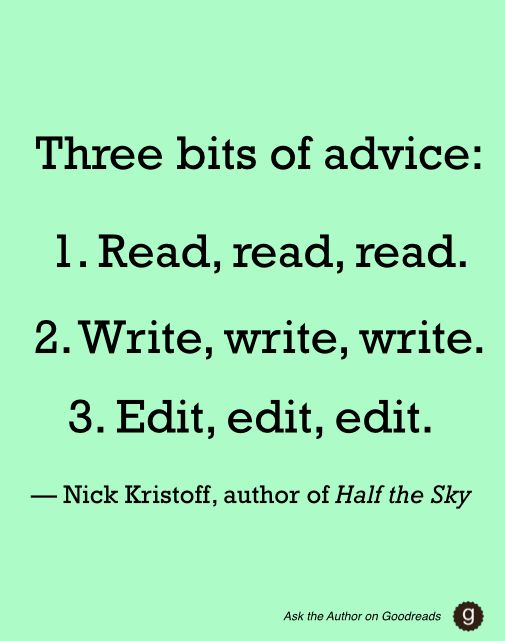 Three bits of advice:
1. Read, read, read.
2. Write, write, write.
3. Edit, edit, edit.
— Nick Kristoff, author of Half the Sky
Ask the Author on Goodreads g